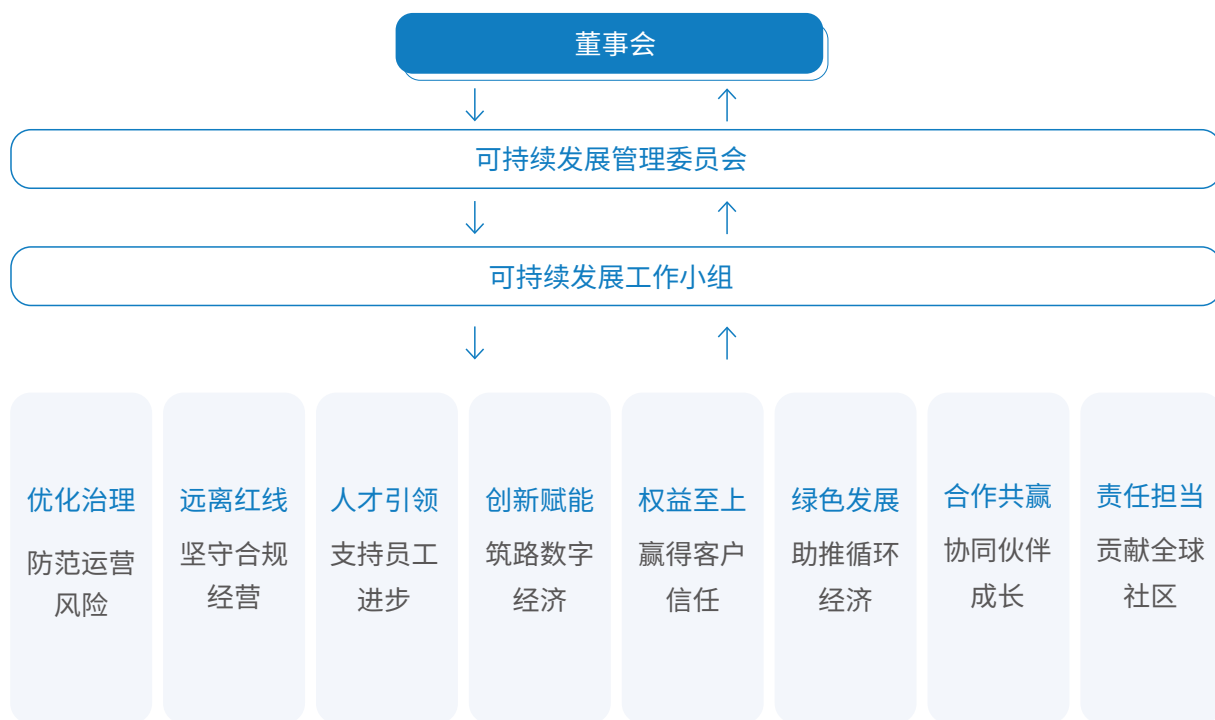 董事会
可持续发展管理委员会
可持续发展工作小组
优化治理
防范运营
风险
远离红线
坚守合规
经营
人才引领
支持员工
进步
创新赋能
筑路数字
经济
权益至上
赢得客户
信任
绿色发展
助推循环
经济
合作共赢
协同伙伴
成长
责任担当
贡献全球
社区